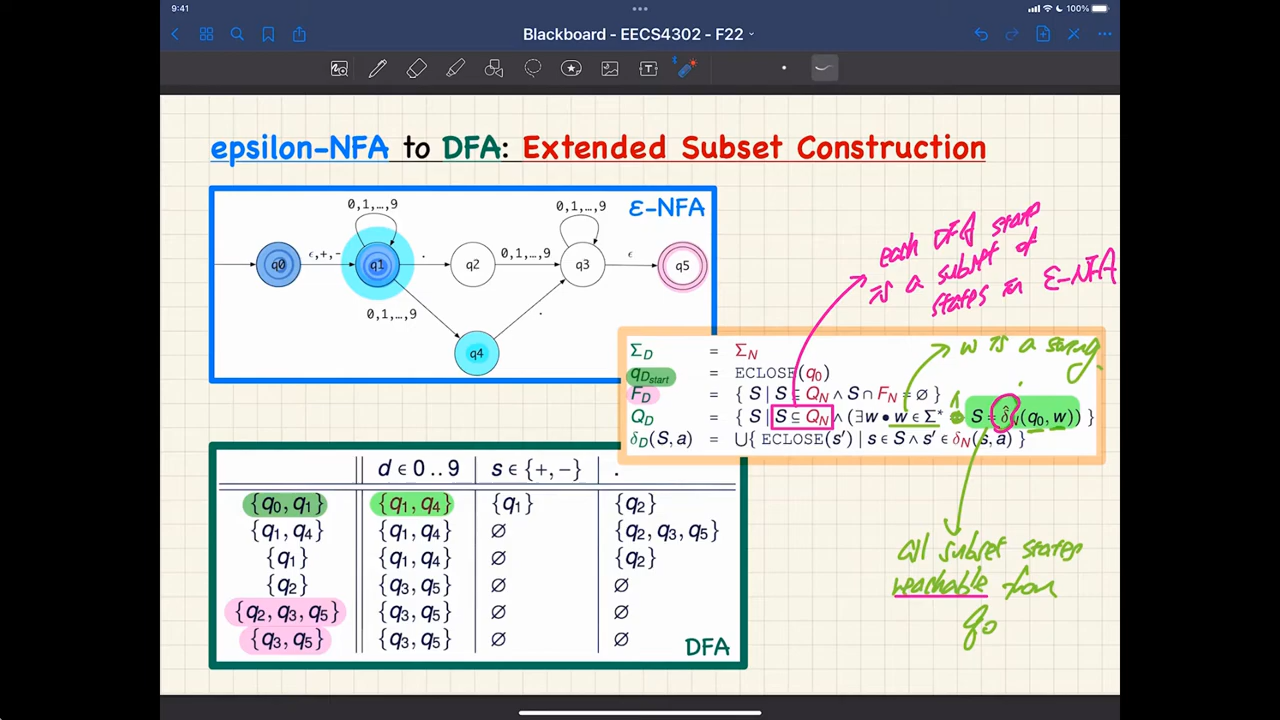 9:41
100%
Blackboard - EECS4302 - F22
epsilon-NFA to DFA: Extended Subset Construction
ε-NFA
0,1,…,9
0,1,…,9
q0
ϵ,+,-
q1
.
q2
0,1,…,9
q3
ϵ
q5
0,1,…,9
.
q4
each DFA state
is a subset of
states in ε-NFA
w is a string
Σ_D = Σ_N
q_Dstart = ECLOSE(q0)
F_D = { S | S ⊆ Q_N ∧ S ∩ F_N = ∅ }
Q_D = { S | S ⊆ Q_N ∧ (∃w • w ∈ Σ* ∧ S = δ̂_N(q0, w)) }
δ_D(S, a) = ∪{ ECLOSE(s′) | s ∈ S ∧ s′ ∈ δ_N(s, a) }
all subset states
reachable from
q0
d ∈ 0 .. 9 s ∈ {+, −} .
{q0, q1} {q1, q4} {q1} {q2}
{q1, q4} {q1, q4} ∅ {q2, q3, q5}
{q1} {q1, q4} ∅ {q2}
{q2} {q3, q5} ∅ ∅
{q2, q3, q5} {q3, q5} ∅ ∅
{q3, q5} {q3, q5} ∅ ∅
DFA